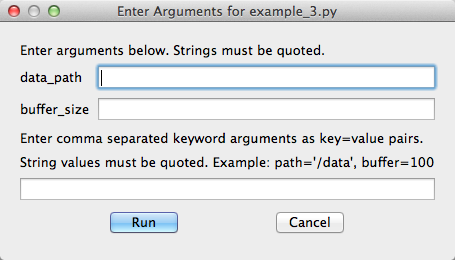 Enter Arguments for example_3.py
Enter arguments below. Strings must be quoted.
data_path
buffer_size
Enter comma separated keyword arguments as key=value pairs.
String values must be quoted. Example: path='/data', buffer=100
Run Cancel